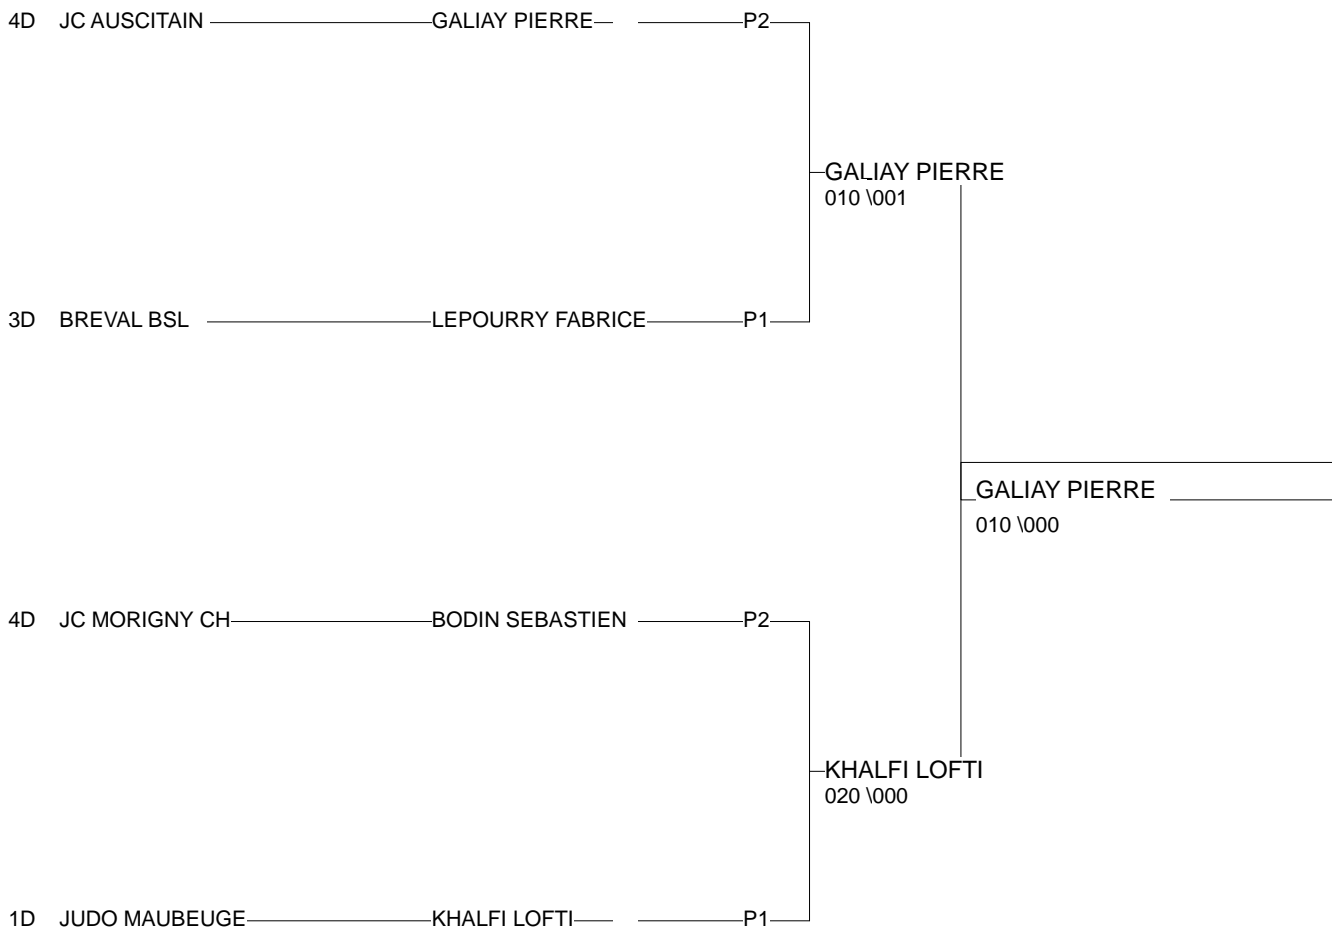 4D JC AUSCITAIN GALIAY PIERRE P2
GALIAY PIERRE
010 \001
3D BREVAL BSL LEPOURRY FABRICE P1
GALIAY PIERRE
010 \000
4D JC MORIGNY CH BODIN SEBASTIEN P2
KHALFI LOFTI
020 \000
1D JUDO MAUBEUGE KHALFI LOFTI P1